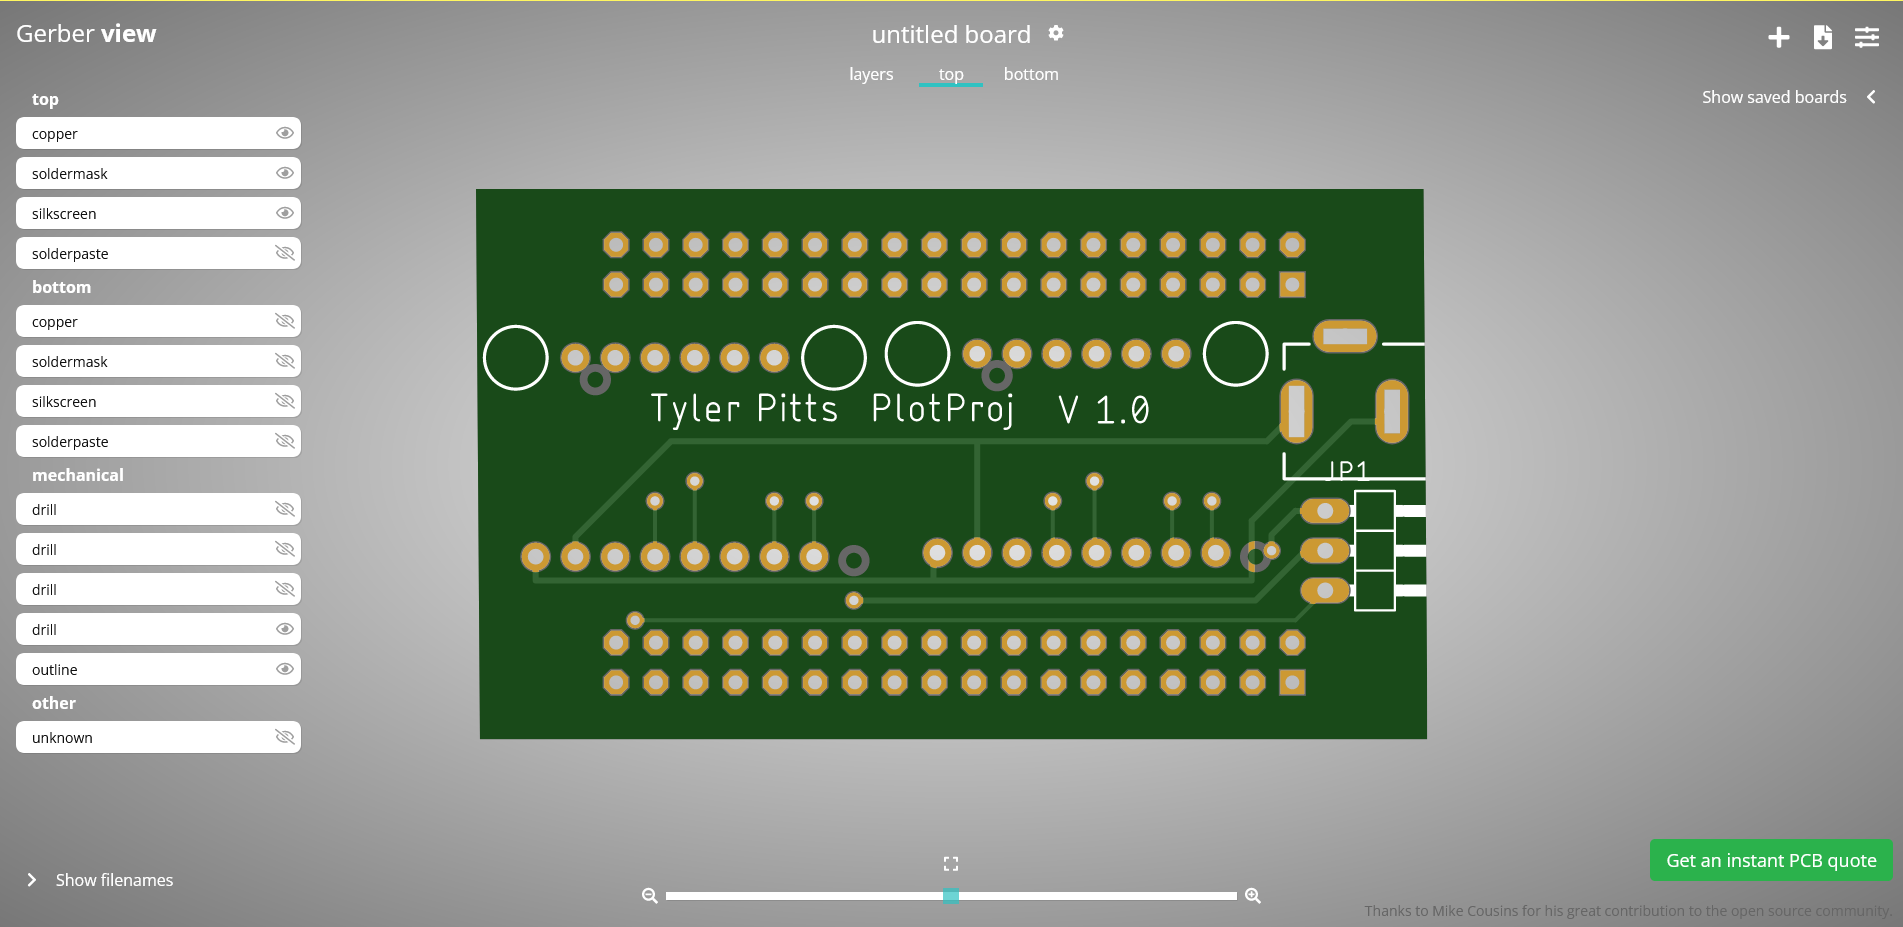 Gerber view
untitled board
layers top bottom
Show saved boards
top
copper
soldermask
silkscreen
solderpaste
bottom
copper
soldermask
silkscreen
solderpaste
mechanical
drill
drill
drill
drill
outline
other
unknown
Tyler Pitts PlotProj V 1.0
JP1
Show filenames
Get an instant PCB quote
Thanks to Mike Cousins for his great contribution to the open source community.